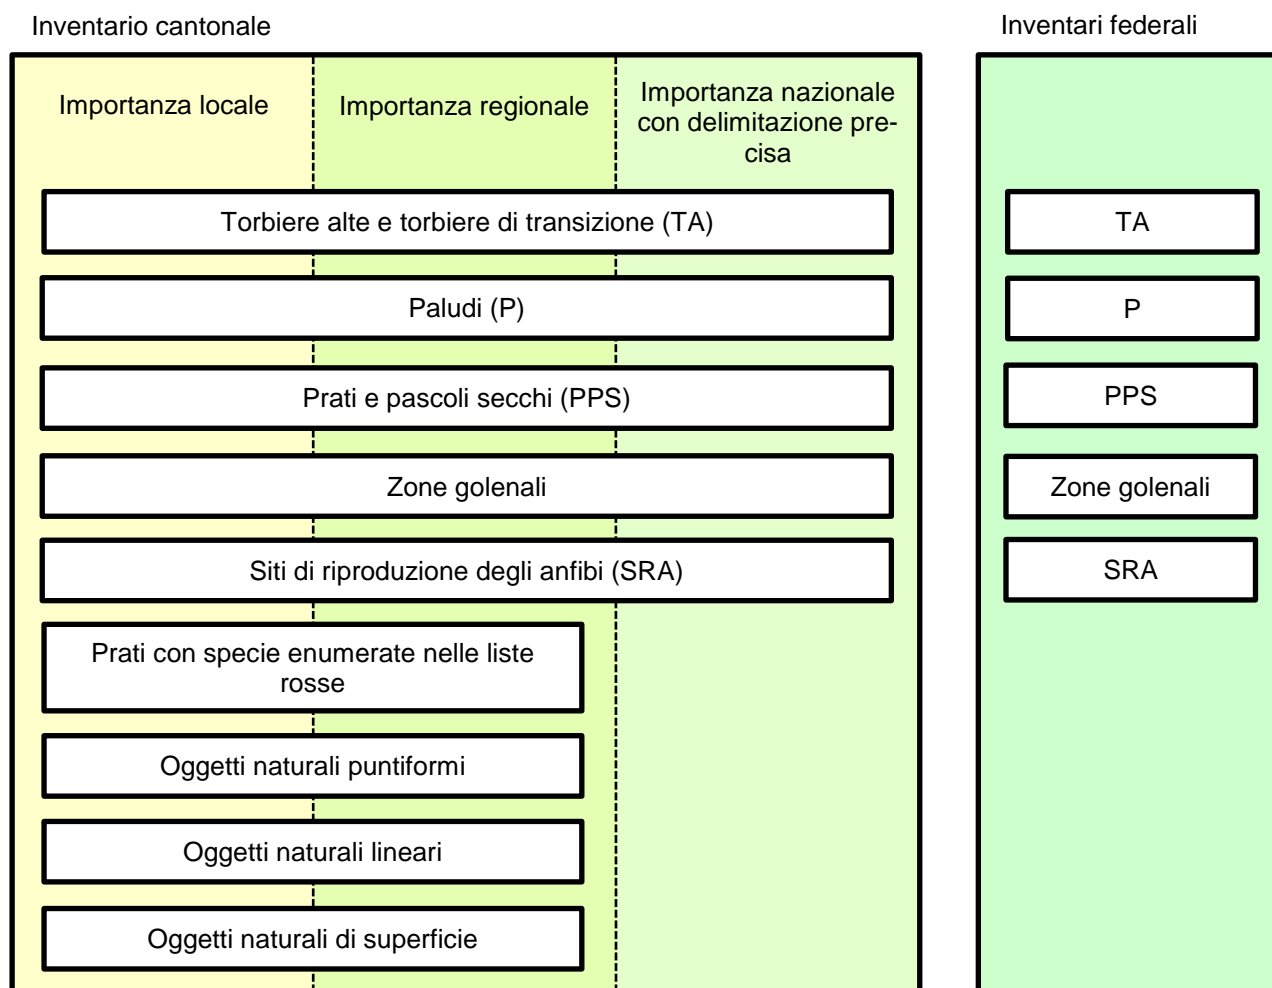 Inventario cantonale
Inventari federali
Importanza locale
Importanza regionale
Importanza nazionale
con delimitazione pre-
cisa
Torbiere alte e torbiere di transizione (TA)
TA
Paludi (P)
P
Prati e pascoli secchi (PPS)
PPS
Zone golenali
Zone golenali
Siti di riproduzione degli anfibi (SRA)
SRA
Prati con specie enumerate nelle liste
rosse
Oggetti naturali puntiformi
Oggetti naturali lineari
Oggetti naturali di superficie